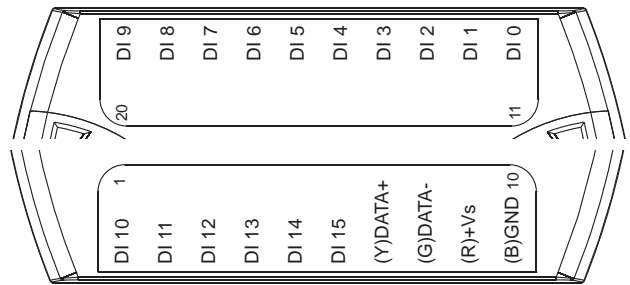 DI 9
DI 8
DI 7
DI 6
DI 5
DI 4
DI 3
DI 2
DI 1
DI 0
20
11
1
10
DI 10
DI 11
DI 12
DI 13
DI 14
DI 15
(Y)DATA+
(G)DATA-
(R)+Vs
(B)GND